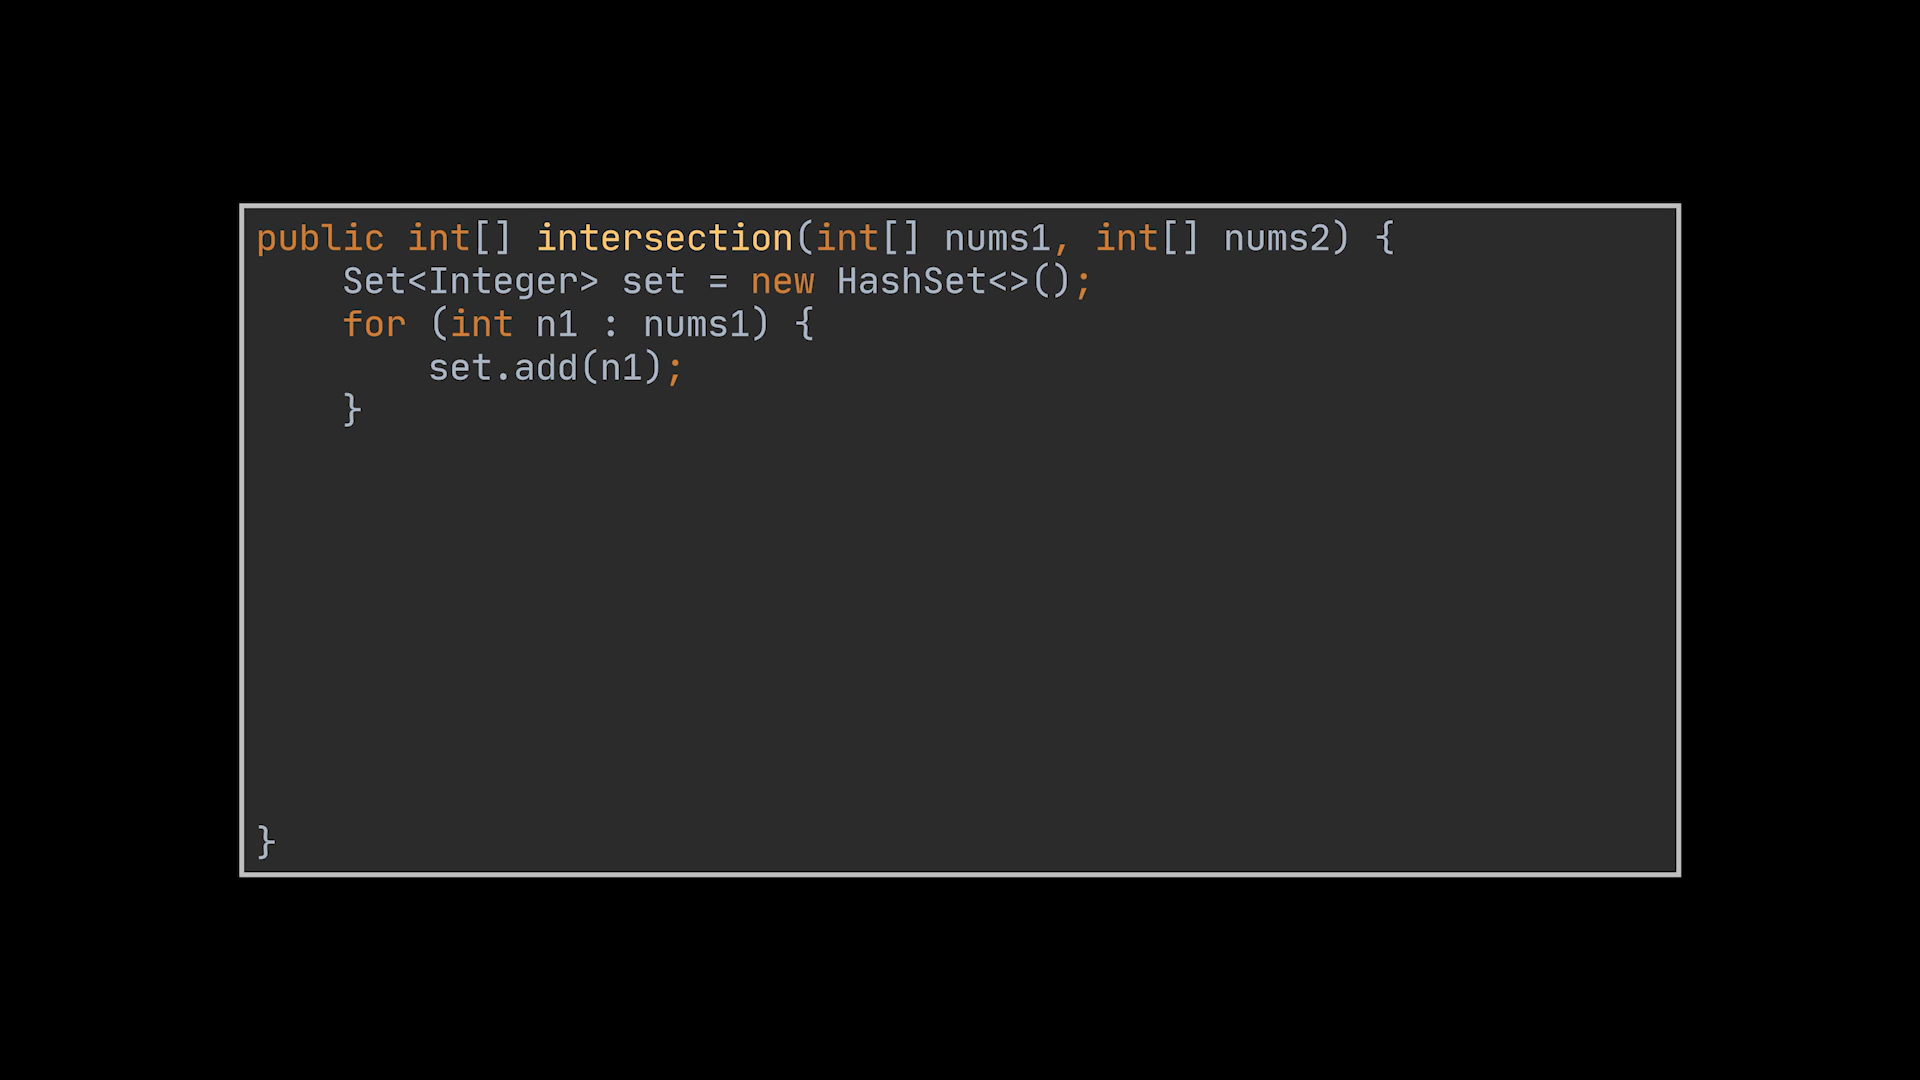 public int[] intersection(int[] nums1, int[] nums2) {
    Set<Integer> set = new HashSet<>();
    for (int n1 : nums1) {
        set.add(n1);
    }
}